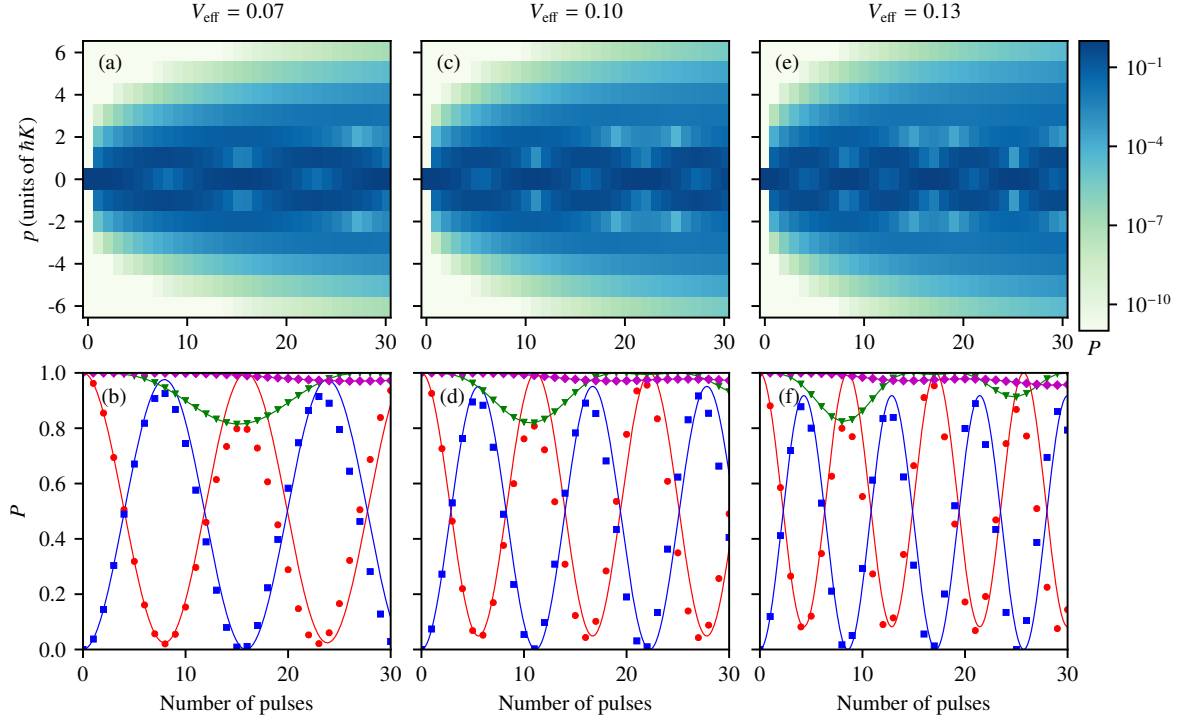 V_eff = 0.07
V_eff = 0.10
V_eff = 0.13
p (units of ħK)
6
4
2
0
-2
-4
-6
(a)
(c)
(e)
0 10 20 30
0 10 20 30
0 10 20 30
10^−1
10^−4
10^−7
10^−10
P
P
1.0
0.8
0.6
0.4
0.2
0.0
(b)
(d)
(f)
0 10 20 30
0 10 20 30
0 10 20 30
Number of pulses
Number of pulses
Number of pulses